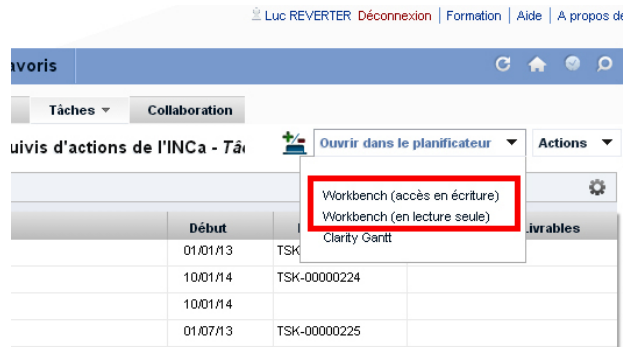 Luc REVERTER Déconnexion | Formation | Aide | A propos de
avoris
Tâches Collaboration
uivis d'actions de l'INCa - Tâ
Ouvrir dans le planificateur Actions
Workbench (accès en écriture)
Workbench (en lecture seule)
Clarity Gantt
Début Livrables
01/01/13 TSK
10/01/14 TSK-00000224
10/01/14
01/07/13 TSK-00000225